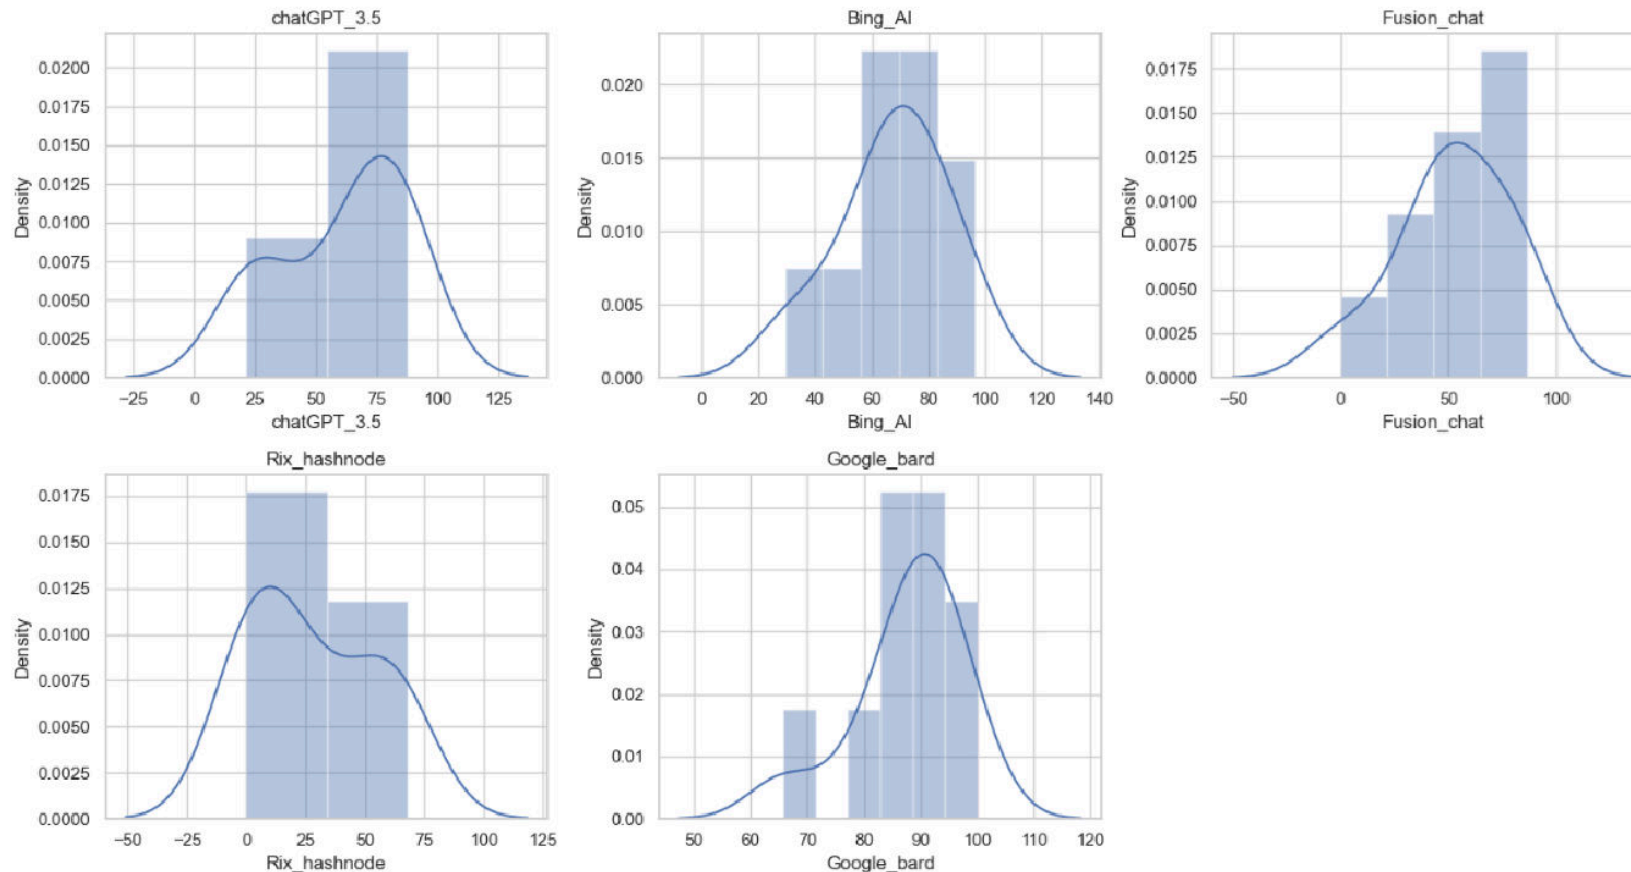 chatGPT_3.5
0.0200
0.0175
0.0150
0.0125
0.0100
0.0075
0.0050
0.0025
0.0000
Density
−25 0 25 50 75 100 125
chatGPT_3.5
Bing_AI
0.020
0.015
0.010
0.005
0.000
Density
0 20 40 60 80 100 120 140
Bing_AI
Fusion_chat
0.0175
0.0150
0.0125
0.0100
0.0075
0.0050
0.0025
0.0000
Density
−50 0 50 100
Fusion_chat
Rix_hashnode
0.0175
0.0150
0.0125
0.0100
0.0075
0.0050
0.0025
0.0000
Density
−50 −25 0 25 50 75 100 125
Rix_hashnode
Google_bard
0.05
0.04
0.03
0.02
0.01
0.00
Density
50 60 70 80 90 100 110 120
Google_bard